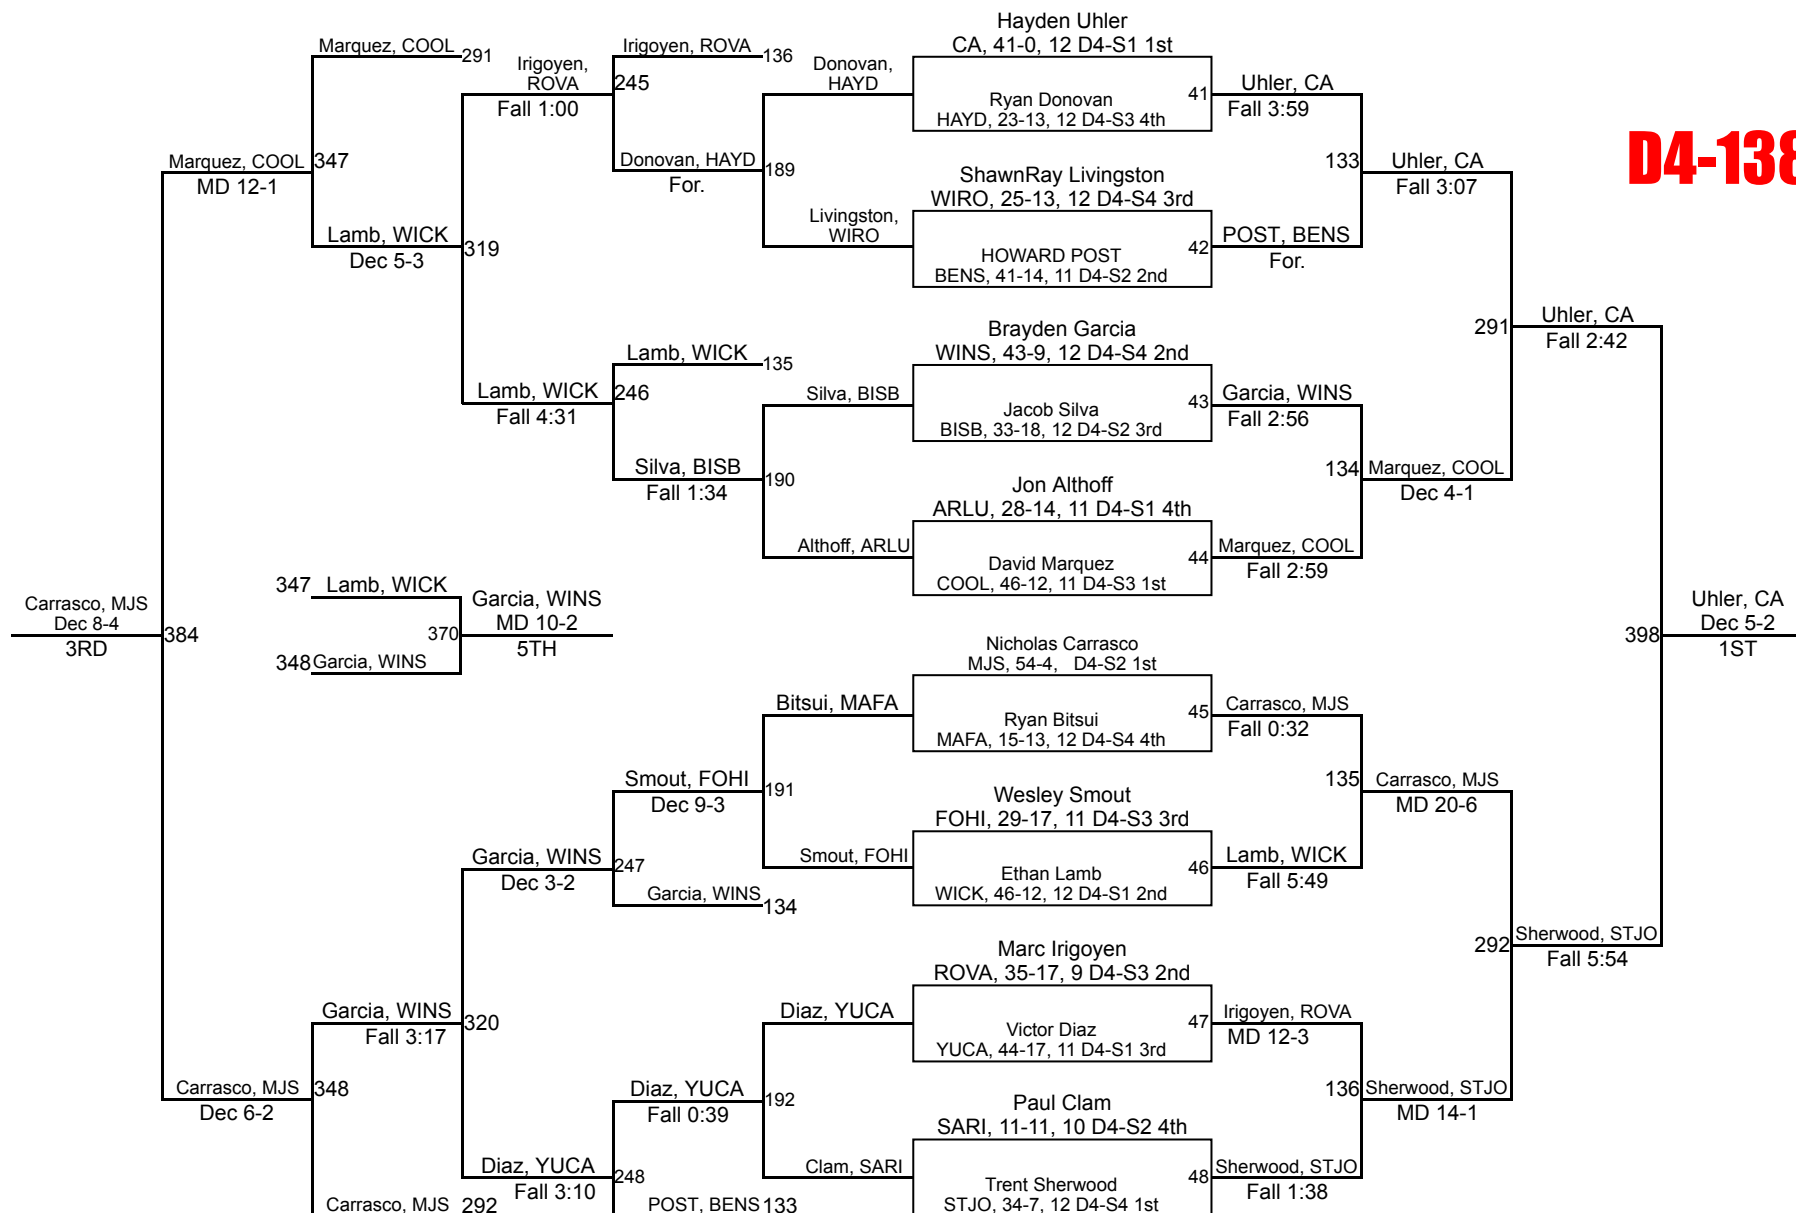 Hayden Uhler
CA, 41-0, 12 D4-S1 1st
Marquez, COOL
291
Irigoyen,
ROVA
Fall 1:00
Irigoyen, ROVA
136
245
Donovan,
HAYD
Ryan Donovan
HAYD, 23-13, 12 D4-S3 4th
41
Uhler, CA
Fall 3:59
D4-138
Marquez, COOL
MD 12-1
347
Donovan, HAYD
For.
189
ShawnRay Livingston
WIRO, 25-13, 12 D4-S4 3rd
133
Uhler, CA
Fall 3:07
Lamb, WICK
Dec 5-3
319
Livingston,
WIRO
HOWARD POST
BENS, 41-14, 11 D4-S2 2nd
42
POST, BENS
For.
Brayden Garcia
WINS, 43-9, 12 D4-S4 2nd
291
Uhler, CA
Fall 2:42
Lamb, WICK
135
Lamb, WICK
Fall 4:31
246
Silva, BISB
Jacob Silva
BISB, 33-18, 12 D4-S2 3rd
43
Garcia, WINS
Fall 2:56
Silva, BISB
Fall 1:34
190
Jon Althoff
ARLU, 28-14, 11 D4-S1 4th
134
Marquez, COOL
Dec 4-1
Althoff, ARLU
David Marquez
COOL, 46-12, 11 D4-S3 1st
44
Marquez, COOL
Fall 2:59
347
Lamb, WICK
Carrasco, MJS
Dec 8-4
3RD
384
370
Garcia, WINS
MD 10-2
5TH
348
Garcia, WINS
398
Uhler, CA
Dec 5-2
1ST
Nicholas Carrasco
MJS, 54-4, D4-S2 1st
Bitsui, MAFA
Ryan Bitsui
MAFA, 15-13, 12 D4-S4 4th
45
Carrasco, MJS
Fall 0:32
Smout, FOHI
Dec 9-3
191
Wesley Smout
FOHI, 29-17, 11 D4-S3 3rd
135
Carrasco, MJS
MD 20-6
Garcia, WINS
Dec 3-2
247
Smout, FOHI
Ethan Lamb
WICK, 46-12, 12 D4-S1 2nd
46
Lamb, WICK
Fall 5:49
Garcia, WINS
134
Marc Irigoyen
ROVA, 35-17, 9 D4-S3 2nd
292
Sherwood, STJO
Fall 5:54
Garcia, WINS
Fall 3:17
320
Diaz, YUCA
Victor Diaz
YUCA, 44-17, 11 D4-S1 3rd
47
Irigoyen, ROVA
MD 12-3
Carrasco, MJS
Dec 6-2
348
Diaz, YUCA
Fall 0:39
192
Paul Clam
SARI, 11-11, 10 D4-S2 4th
136
Sherwood, STJO
MD 14-1
Diaz, YUCA
Fall 3:10
248
Clam, SARI
Trent Sherwood
STJO, 34-7, 12 D4-S4 1st
48
Sherwood, STJO
Fall 1:38
Carrasco, MJS
292
POST, BENS
133